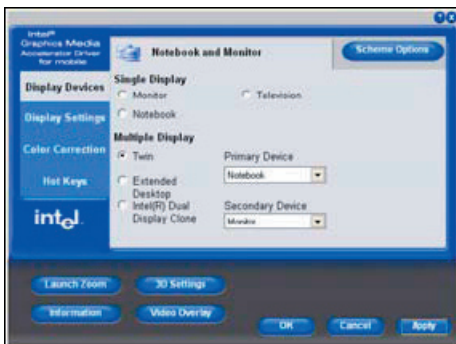 Intel®
Graphics Media
Accelerator Driver
for mobile
Notebook and Monitor
Scheme Options
Display Devices
Display Settings
Color Correction
Hot Keys
intel
Single Display
Monitor
Television
Notebook
Multiple Display
Twin
Primary Device
Notebook
Extended
Desktop
Intel(R) Dual
Display Clone
Secondary Device
Monitor
Launch Zoom
3D Settings
Information
Video Overlay
OK
Cancel
Apply